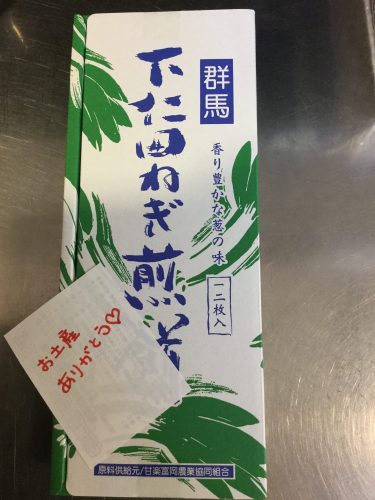 群馬
下仁田ねぎ煎
香り豊かな葱の味
一二枚入
お土産
ありがとう♡
原料供給元/甘楽富岡農業協同組合